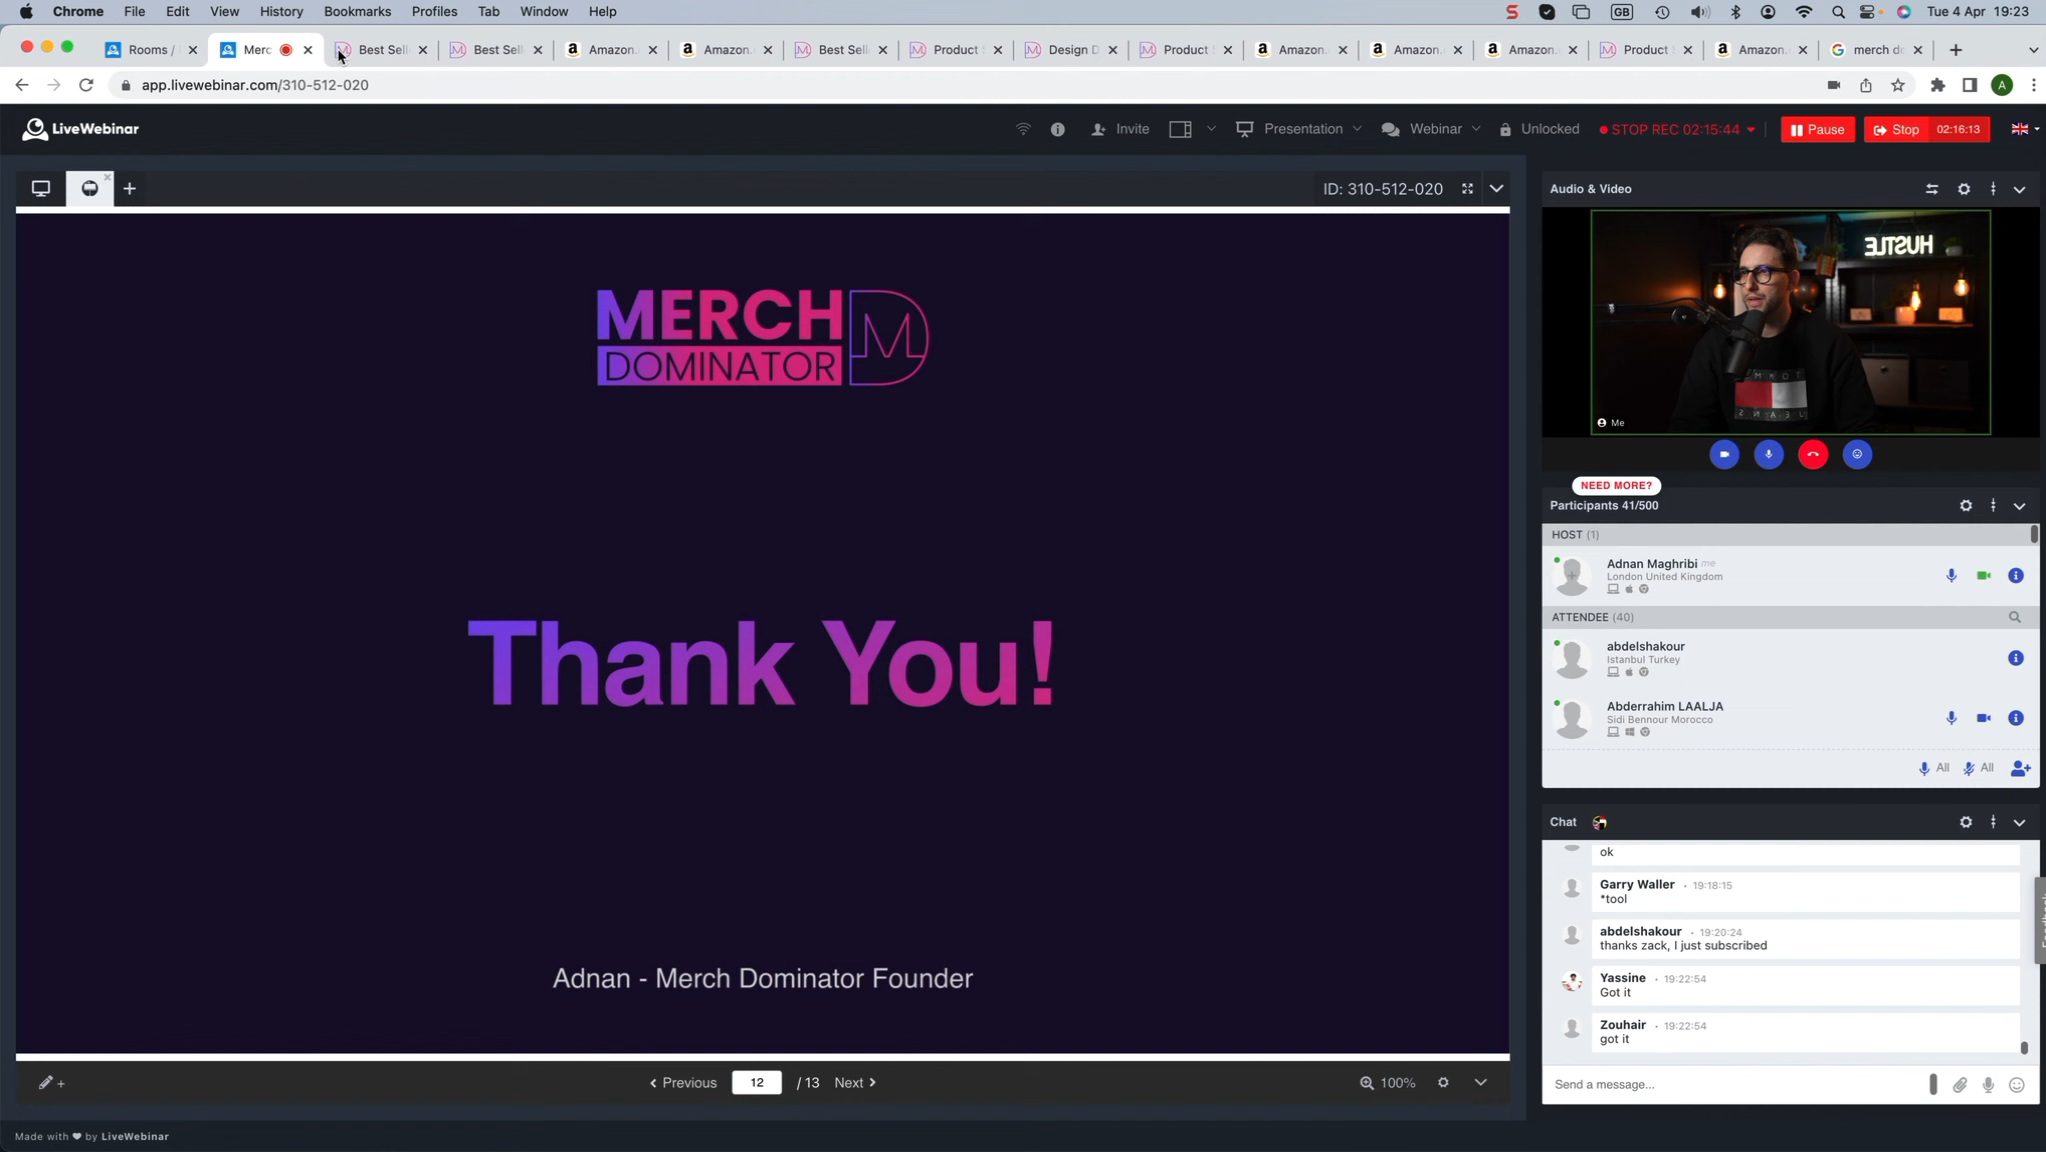 Chrome File Edit View History Bookmarks Profiles Tab Window Help
GB Tue 4 Apr 19:23
Rooms / Merc Best Sell Best Sell Amazon. Amazon. Best Sell Product Design D Product Amazon. Amazon. Amazon. Product Amazon. merch do
app.livewebinar.com/310-512-020
A
LiveWebinar
Invite Presentation Webinar Unlocked STOP REC 02:15:44 Pause Stop 02:16:13
ID: 310-512-020
MERCH
DOMINATOR
Thank You!
Adnan - Merch Dominator Founder
Previous 12 / 13 Next
100%
Made with ❤ by LiveWebinar
Audio & Video
HUSTLE
Me
NEED MORE?
Participants 41/500
HOST (1)
Adnan Maghribi me
London United Kingdom
ATTENDEE (40)
abdelshakour
Istanbul Turkey
Abderrahim LAALJA
Sidi Bennour Morocco
All All
Chat
ok
Garry Waller • 19:18:15
*tool
abdelshakour • 19:20:24
thanks zack, I just subscribed
Yassine • 19:22:54
Got it
Zouhair • 19:22:54
got it
Send a message...